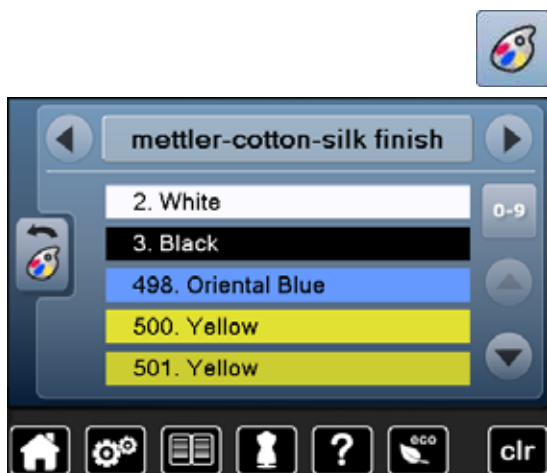 mettler-cotton-silk finish
2. White
0-9
3. Black
498. Oriental Blue
500. Yellow
501. Yellow
?
eco
clr